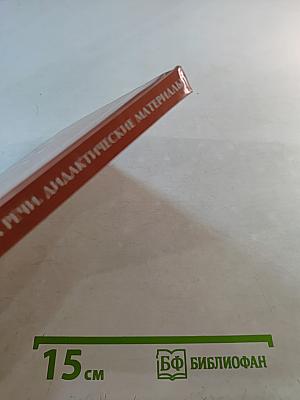 РЕЧИ. ДИДАКТИЧЕСКИЕ МАТЕРИАЛЫ
15 см
БФ БИБЛИОФАН